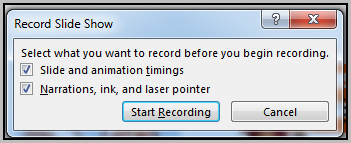 Record Slide Show
Select what you want to record before you begin recording.
Slide and animation timings
Narrations, ink, and laser pointer
Start Recording Cancel